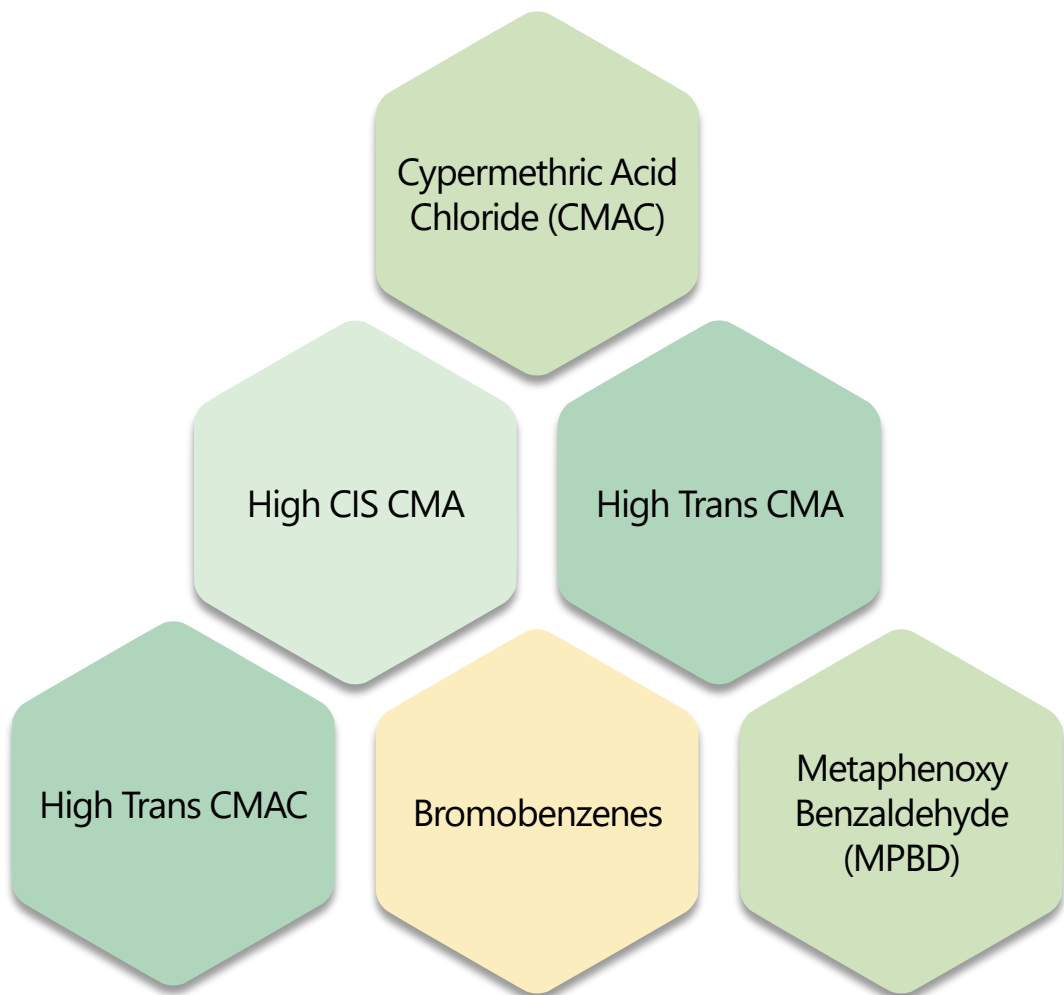 Cypermethric Acid
Chloride (CMAC)
High CIS CMA
High Trans CMA
High Trans CMAC
Bromobenzenes
Metaphenoxy
Benzaldehyde
(MPBD)